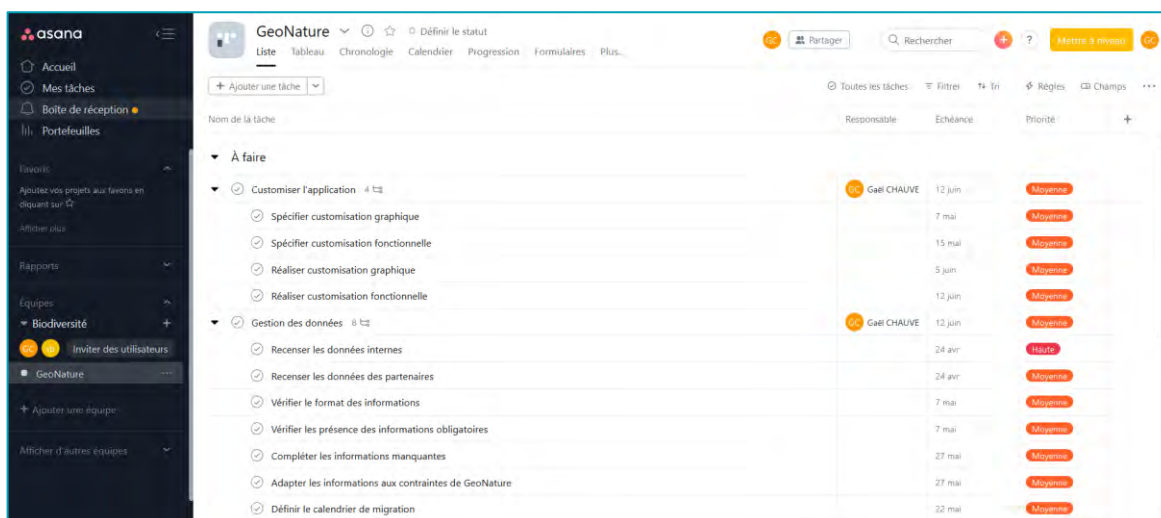 asana
Accueil
Mes tâches
Boîte de réception
Portefeuilles
Favoris
Ajoutez vos projets aux favoris en
cliquant sur
Afficher plus
Rapports
Équipes
Biodiversité +
GC Inviter des utilisateurs
GeoNature ...
+ Ajouter une équipe
Afficher d'autres équipes
GeoNature Définir le statut
Liste Tableau Chronologie Calendrier Progression Formulaires Plus...
GC Partager Rechercher + ? Mettre à niveau GC
+ Ajouter une tâche
Toutes les tâches Filtrer Tri Règles Champs ...
Nom de la tâche Responsable Échéance Priorité +
À faire
Customiser l'application 4 GC Gaël CHAUVE 12 juin Moyenne
Spécifier customisation graphique 7 mai Moyenne
Spécifier customisation fonctionnelle 15 mai Moyenne
Réaliser customisation graphique 5 juin Moyenne
Réaliser customisation fonctionnelle 12 juin Moyenne
Gestion des données 8 GC Gaël CHAUVE 12 juin Moyenne
Recenser les données internes 24 avr Haute
Recenser les données des partenaires 24 avr Moyenne
Vérifier le format des informations 7 mai Moyenne
Vérifier les présence des informations obligatoires 7 mai Moyenne
Compléter les informations manquantes 27 mai Moyenne
Adapter les informations aux contraintes de GeoNature 27 mai Moyenne
Définir le calendrier de migration 22 mai Moyenne